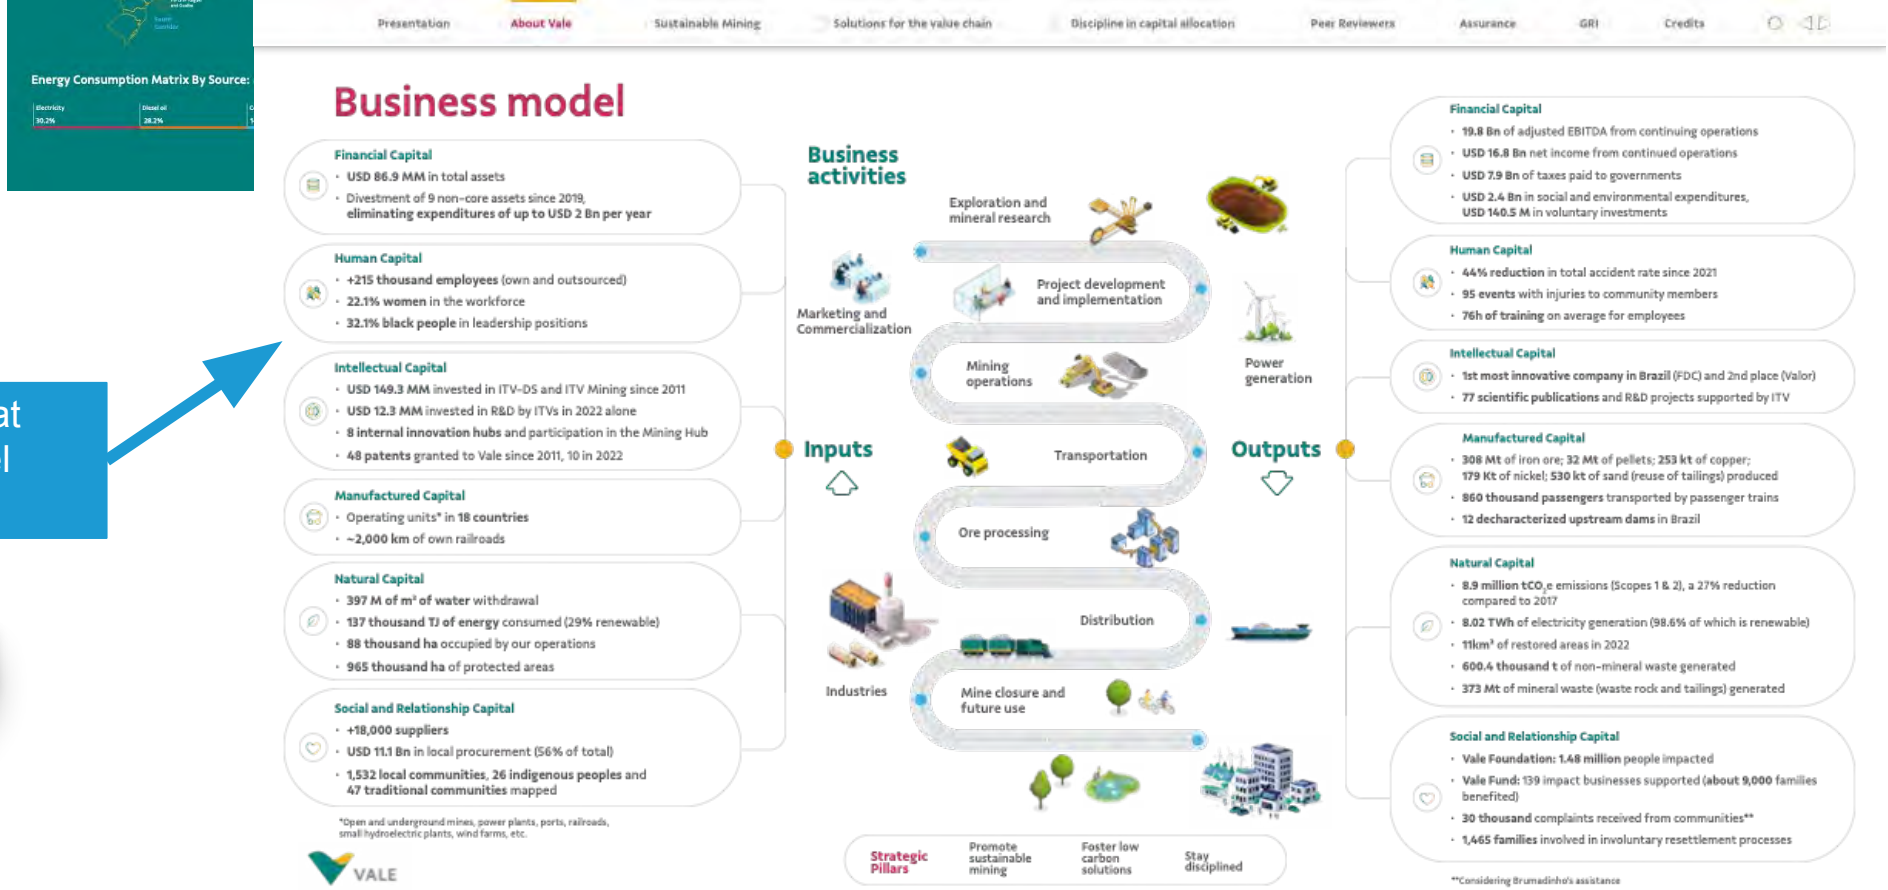 Presentation
About Vale
Sustainable Mining
Solutions for the value chain
Discipline in capital allocation
Peer Reviewers
Assurance
GRI
Credits
Energy Consumption Matrix By Source:
Electricity
30.2%
Diesel oil
28.2%
at
el
Business model
Financial Capital
• USD 86.9 MM in total assets
• Divestment of 9 non-core assets since 2019,
eliminating expenditures of up to USD 2 Bn per year
Human Capital
• +215 thousand employees (own and outsourced)
• 22.1% women in the workforce
• 32.1% black people in leadership positions
Intellectual Capital
• USD 149.3 MM invested in ITV-DS and ITV Mining since 2011
• USD 12.3 MM invested in R&D by ITVs in 2022 alone
• 8 internal innovation hubs and participation in the Mining Hub
• 48 patents granted to Vale since 2011, 10 in 2022
Manufactured Capital
• Operating units* in 18 countries
• ~2,000 km of own railroads
Natural Capital
• 397 M of m³ of water withdrawal
• 137 thousand TJ of energy consumed (29% renewable)
• 88 thousand ha occupied by our operations
• 965 thousand ha of protected areas
Social and Relationship Capital
• +18,000 suppliers
• USD 11.1 Bn in local procurement (56% of total)
• 1,532 local communities, 26 indigenous peoples and
47 traditional communities mapped
*Open and underground mines, power plants, ports, railroads,
small hydroelectric plants, wind farms, etc.
VALE
Business
activities
Exploration and
mineral research
Project development
and implementation
Marketing and
Commercialization
Mining
operations
Power
generation
Inputs
Transportation
Outputs
Ore processing
Distribution
Industries
Mine closure and
future use
Strategic
Pillars
Promote
sustainable
mining
Foster low
carbon
solutions
Stay
disciplined
Financial Capital
• 19.8 Bn of adjusted EBITDA from continuing operations
• USD 16.8 Bn net income from continued operations
• USD 7.9 Bn of taxes paid to governments
• USD 2.4 Bn in social and environmental expenditures,
USD 140.5 M in voluntary investments
Human Capital
• 44% reduction in total accident rate since 2021
• 95 events with injuries to community members
• 76h of training on average for employees
Intellectual Capital
• 1st most innovative company in Brazil (FDC) and 2nd place (Valor)
• 77 scientific publications and R&D projects supported by ITV
Manufactured Capital
• 308 Mt of iron ore; 32 Mt of pellets; 253 kt of copper;
179 Kt of nickel; 530 kt of sand (reuse of tailings) produced
• 860 thousand passengers transported by passenger trains
• 12 decharacterized upstream dams in Brazil
Natural Capital
• 8.9 million tCO₂e emissions (Scopes 1 & 2), a 27% reduction
compared to 2017
• 8.02 TWh of electricity generation (98.6% of which is renewable)
• 11km² of restored areas in 2022
• 600.4 thousand t of non-mineral waste generated
• 373 Mt of mineral waste (waste rock and tailings) generated
Social and Relationship Capital
• Vale Foundation: 1.48 million people impacted
• Vale Fund: 139 impact businesses supported (about 9,000 families
benefited)
• 30 thousand complaints received from communities**
• 1,465 families involved in involuntary resettlement processes
**Considering Brumadinho's assistance